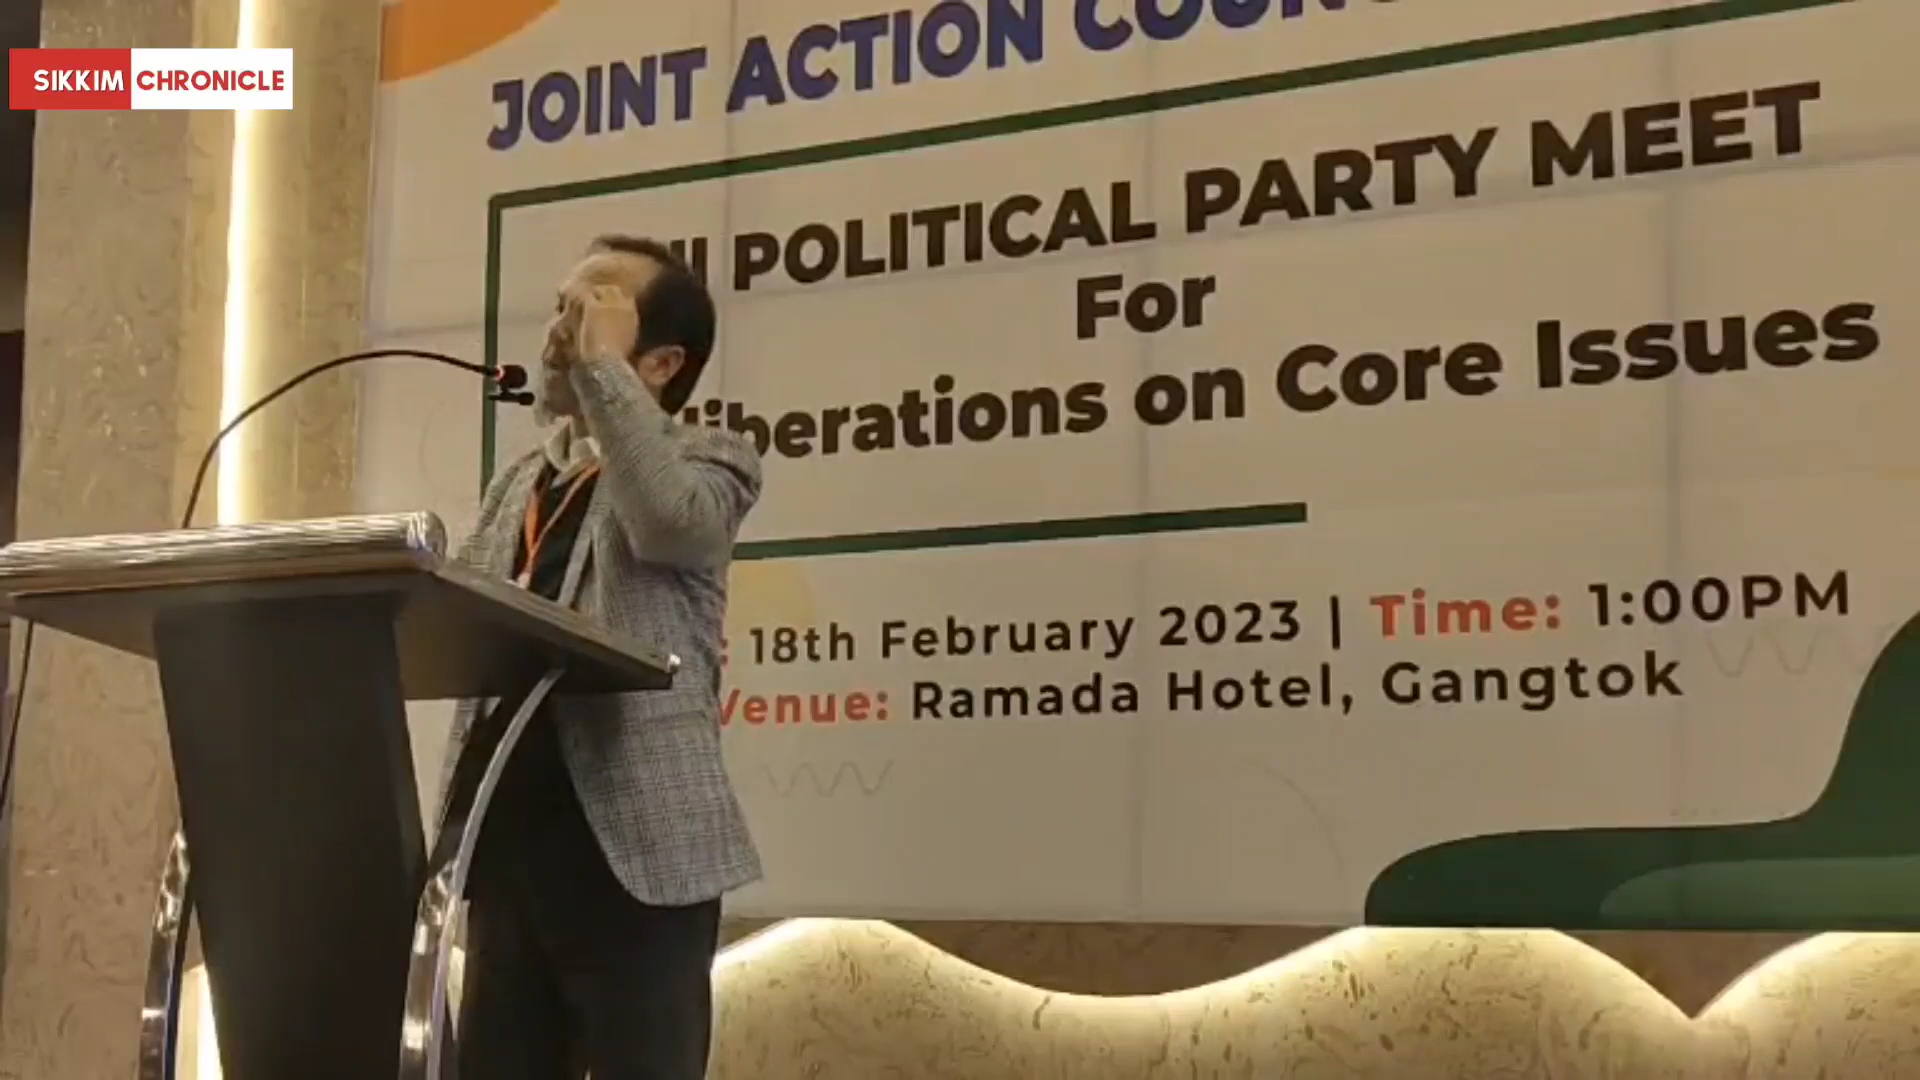 SIKKIM CHRONICLE
JOINT ACTION
POLITICAL PARTY MEET
For
on Core Issues
18th February 2023 | Time: 1:00PM
Venue: Ramada Hotel, Gangtok